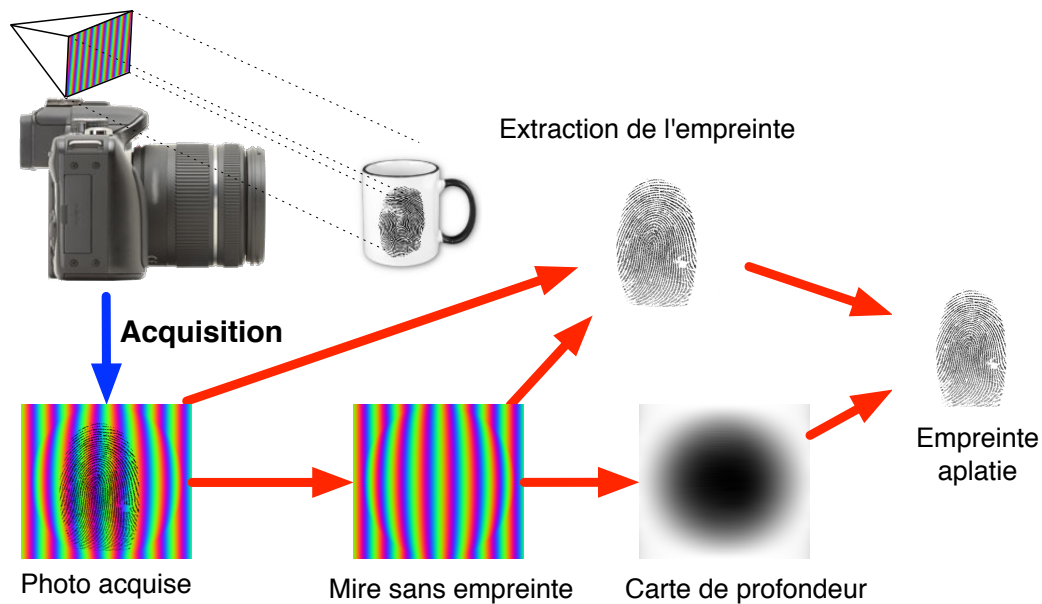 Extraction de l'empreinte
Acquisition
Empreinte
aplatie
Photo acquise
Mire sans empreinte
Carte de profondeur